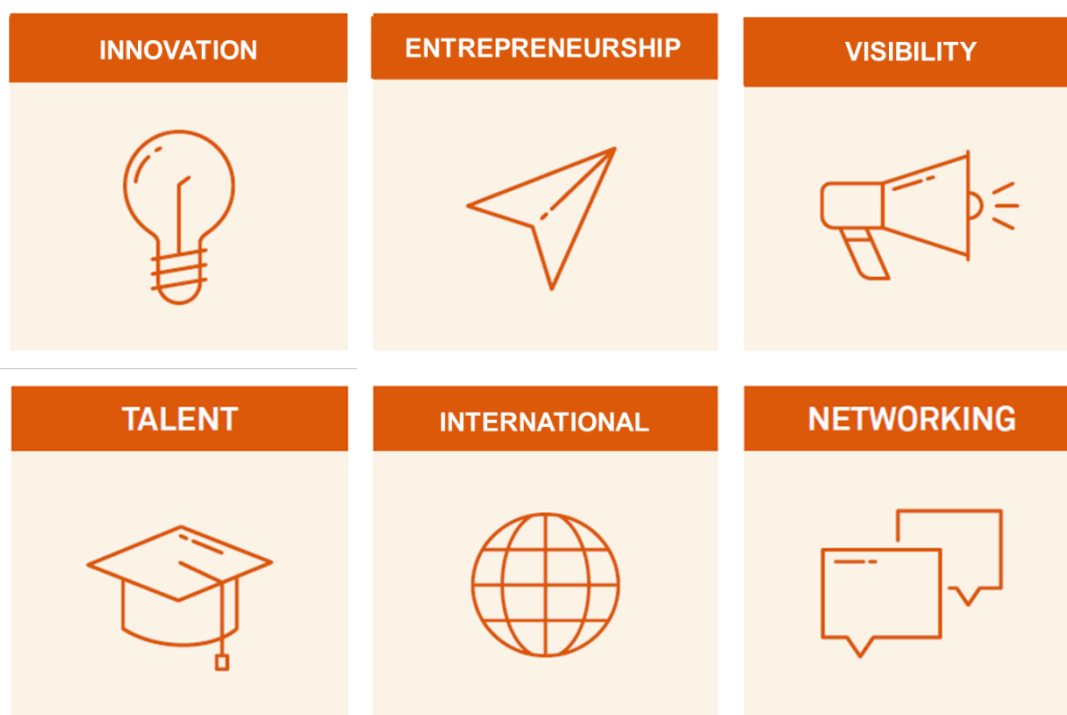 INNOVATION
ENTREPRENEURSHIP
VISIBILITY
TALENT
INTERNATIONAL
NETWORKING